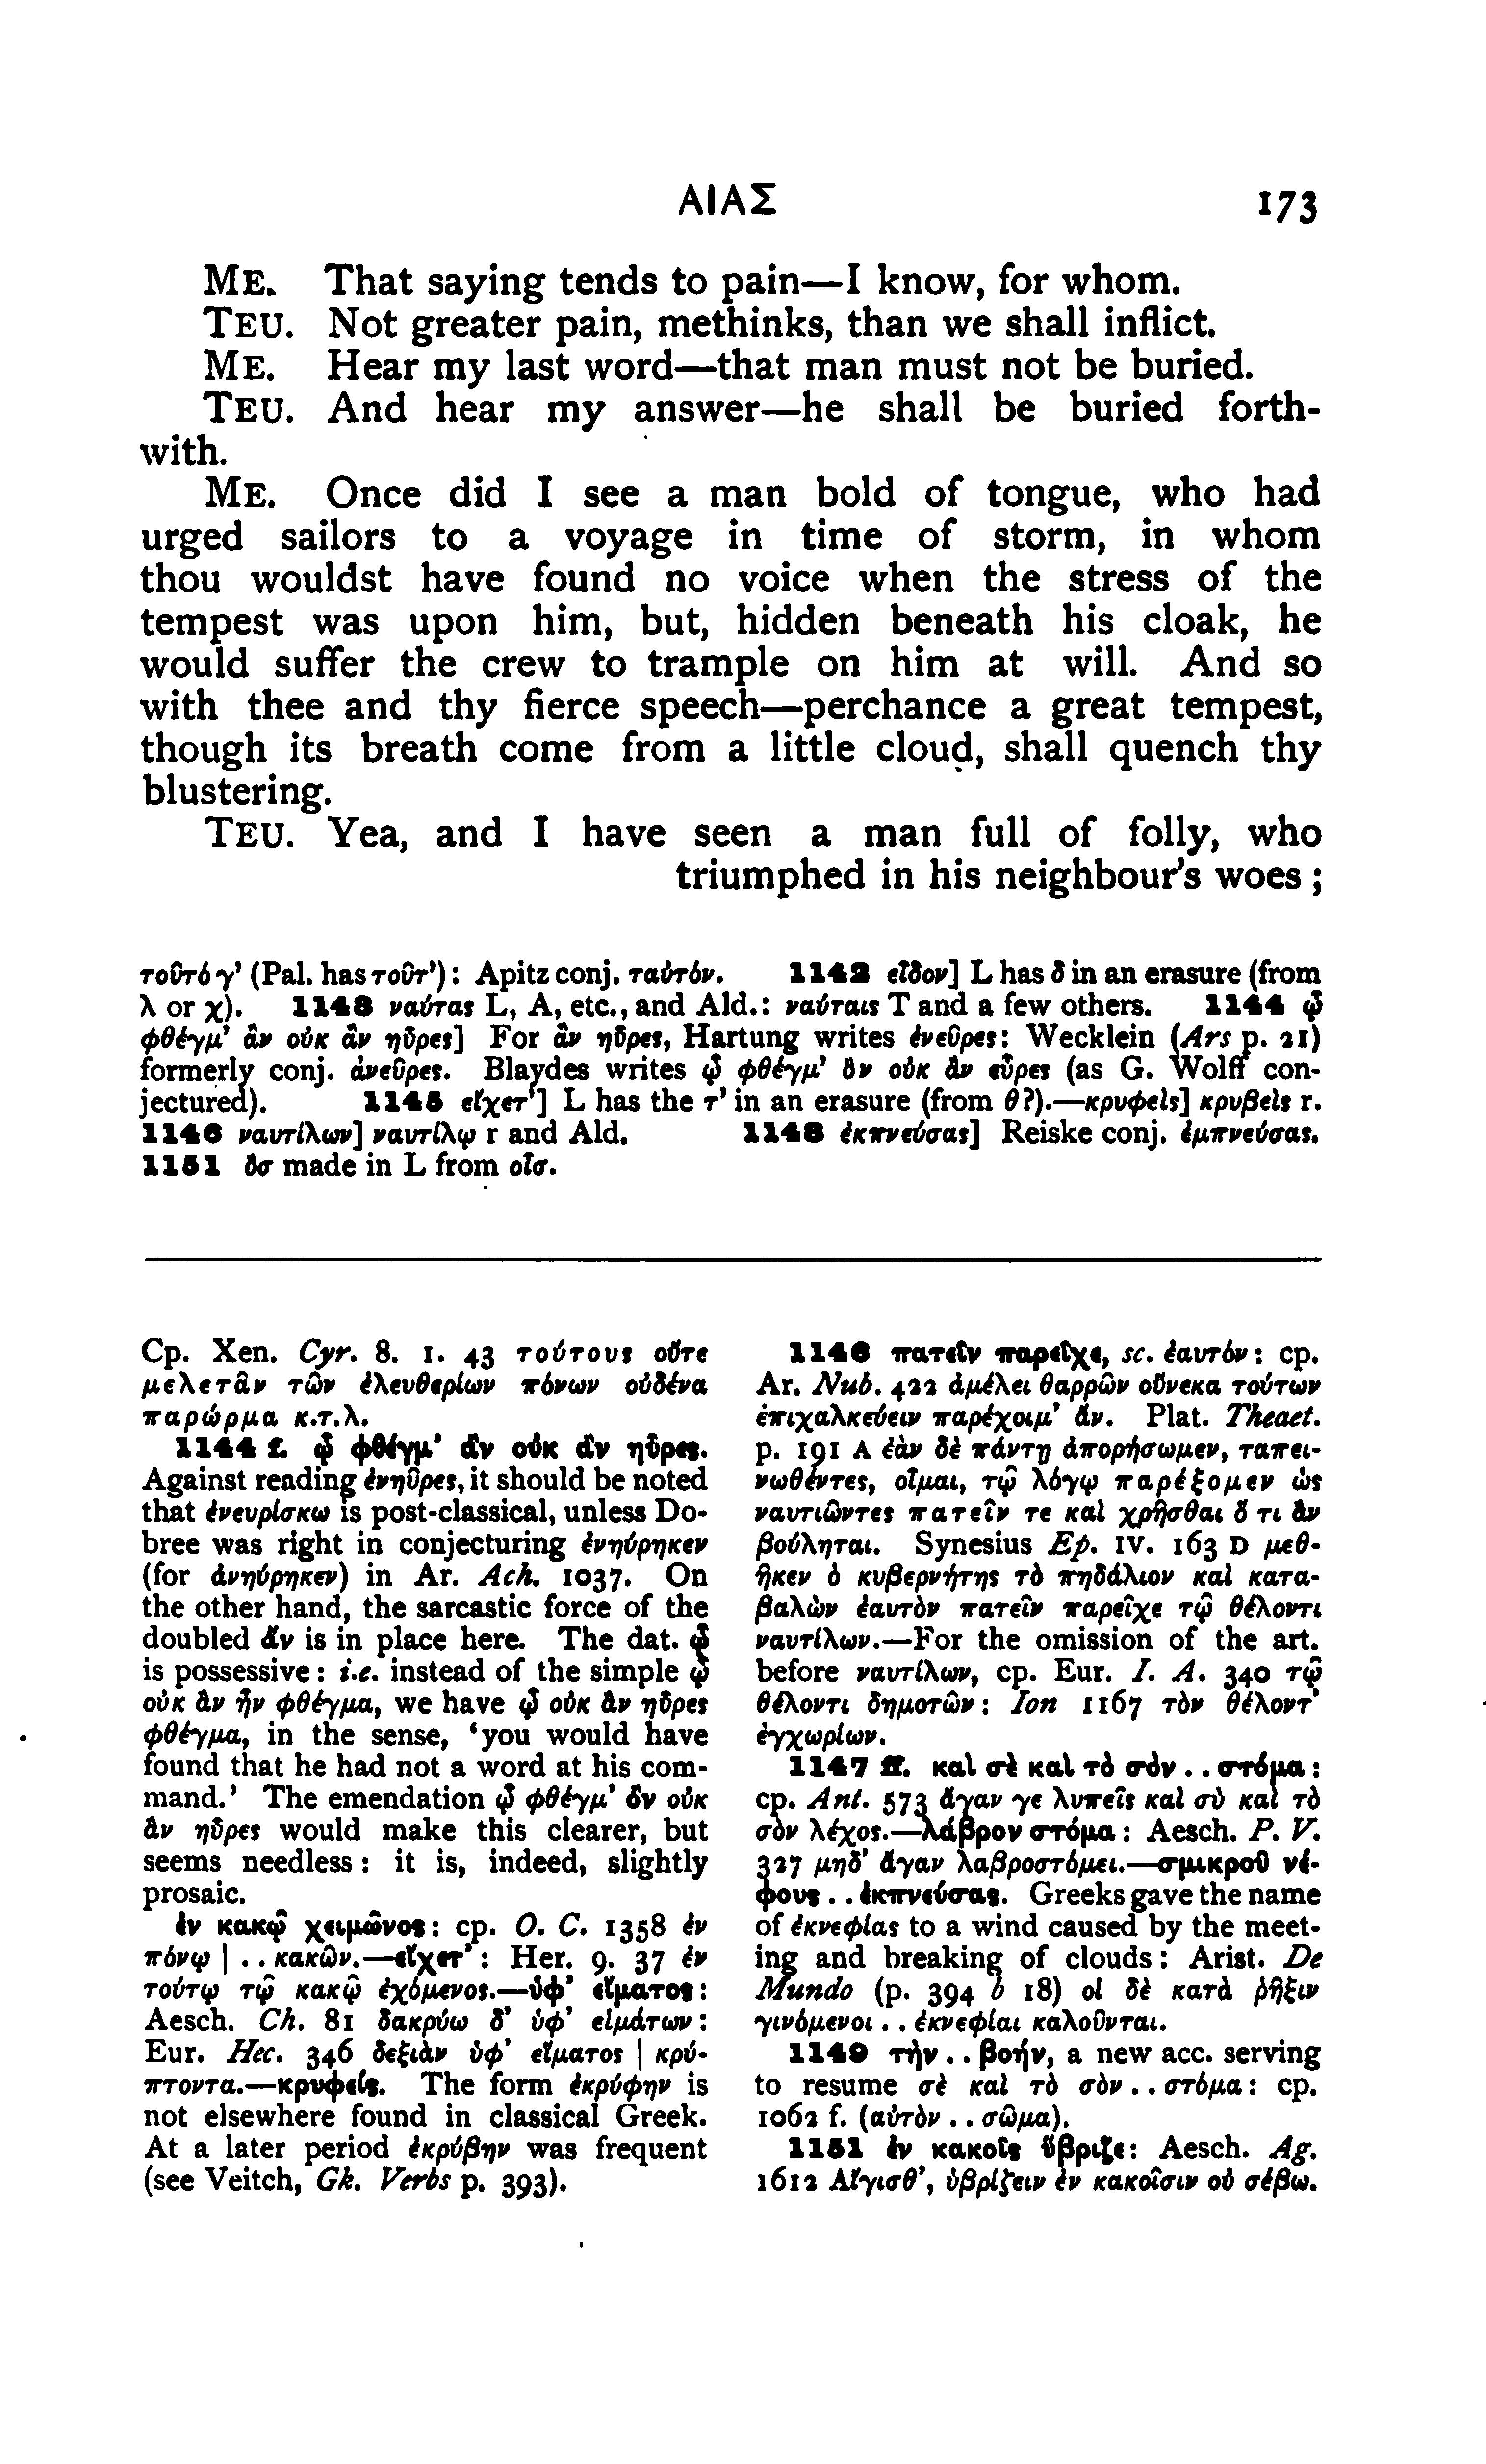 ΑΙΑΣ 173
ME. That saying tends to pain—I know, for whom.
TEU. Not greater pain, methinks, than we shall inflict.
ME. Hear my last word—that man must not be buried.
TEU. And hear my answer—he shall be buried forth-
with.
ME. Once did I see a man bold of tongue, who had
urged sailors to a voyage in time of storm, in whom
thou wouldst have found no voice when the stress of the
tempest was upon him, but, hidden beneath his cloak, he
would suffer the crew to trample on him at will. And so
with thee and thy fierce speech—perchance a great tempest,
though its breath come from a little cloud, shall quench thy
blustering.
TEU. Yea, and I have seen a man full of folly, who
triumphed in his neighbour's woes ;
τοῦτό γ' (Pal. has τοῦτ'): Apitz conj. ταὐτόν. 1142 εἶδον] L has δ in an erasure (from
λ or χ). 1143 ναύτας L, A, etc., and Ald.: ναύταις T and a few others. 1144 ᾧ
φθέγμ' ἂν οὐκ ἂν ηὗρες] For ἂν ηὗρες, Hartung writes ἐνεῦρες: Wecklein (Ars p. 21)
formerly conj. ἀνεῦρες. Blaydes writes ᾧ φθέγμ' ὂν οὐκ ἂν εὗρες (as G. Wolff con-
jectured). 1145 εἴχετ'] L has the τ' in an erasure (from θ?).—κρυφεὶς] κρυβεὶς r.
1146 ναυτίλων] ναυτίλῳ r and Ald. 1148 ἐκπνεύσας] Reiske conj. ἐμπνεύσας.
1151 ὃσ made in L from οἷσ.
Cp. Xen. Cyr. 8. 1. 43 τούτους οὔτε
μελετᾶν τῶν ἐλευθερίων πόνων οὐδένα
παρώρμα κ.τ.λ.
1144 f. ᾧ φθέγμ' ἂν οὐκ ἂν ηὗρες.
Against reading ἐνηῦρες, it should be noted
that ἐνευρίσκω is post-classical, unless Do-
bree was right in conjecturing ἐνηύρηκεν
(for ἀνηύρηκεν) in Ar. Ach. 1037. On
the other hand, the sarcastic force of the
doubled ἄν is in place here. The dat. ᾧ
is possessive: i.e. instead of the simple ᾧ
οὐκ ἂν ἦν φθέγμα, we have ᾧ οὐκ ἂν ηὗρες
φθέγμα, in the sense, 'you would have
found that he had not a word at his com-
mand.' The emendation ᾧ φθέγμ' ὂν οὐκ
ἂν ηὗρες would make this clearer, but
seems needless: it is, indeed, slightly
prosaic.
ἐν κακῷ χειμῶνος: cp. O. C. 1358 ἐν
πόνῳ | . . κακῶν.—εἴχετ': Her. 9. 37 ἐν
τούτῳ τῷ κακῷ ἐχόμενος.—ὑφ' εἵματος:
Aesch. Ch. 81 δακρύω δ' ὑφ' εἱμάτων:
Eur. Hec. 346 δεξιὰν ὑφ' εἵματος | κρύ-
πτοντα.—κρυφείς. The form ἐκρύφην is
not elsewhere found in classical Greek.
At a later period ἐκρύβην was frequent
(see Veitch, Gk. Verbs p. 393).
1146 πατεῖν παρεῖχε, sc. ἑαυτόν: cp.
Ar. Nub. 422 ἀμέλει θαρρῶν οὕνεκα τούτων
ἐπιχαλκεύειν παρέχοιμ' ἄν. Plat. Theaet.
p. 191 A ἐὰν δὲ πάντῃ ἀπορήσωμεν, ταπει-
νωθέντες, οἶμαι, τῷ λόγῳ παρέξομεν ὡς
ναυτιῶντες πατεῖν τε καὶ χρῆσθαι ὅ τι ἂν
βούληται. Synesius Ep. IV. 163 D μεθ-
ῆκεν ὁ κυβερνήτης τὸ πηδάλιον καὶ κατα-
βαλὼν ἑαυτὸν πατεῖν παρεῖχε τῷ θέλοντι
ναυτίλων.—For the omission of the art.
before ναυτίλων, cp. Eur. I. A. 340 τῷ
θέλοντι δημοτῶν: Ion 1167 τὸν θέλοντ'
ἐγχωρίων.
1147 ff. καὶ σὲ καὶ τὸ σὸν . . στόμα:
cp. Ant. 573 ἄγαν γε λυπεῖς καὶ σὺ καὶ τὸ
σὸν λέχος.—λάβρον στόμα: Aesch. P. V.
327 μηδ' ἄγαν λαβροστόμει.—σμικροῦ νέ-
φους . . ἐκπνεύσας. Greeks gave the name
of ἐκνεφίας to a wind caused by the meet-
ing and breaking of clouds: Arist. De
Mundo (p. 394 b 18) οἱ δὲ κατὰ ῥῆξιν
γινόμενοι . . ἐκνεφίαι καλοῦνται.
1149 τὴν . . βοήν, a new acc. serving
to resume σὲ καὶ τὸ σὸν . . στόμα: cp.
1062 f. (αὐτὸν . . σῶμα).
1151 ἐν κακοῖς ὕβριζε: Aesch. Ag.
1612 Αἴγισθ', ὑβρίζειν ἐν κακοῖσιν οὐ σέβω.